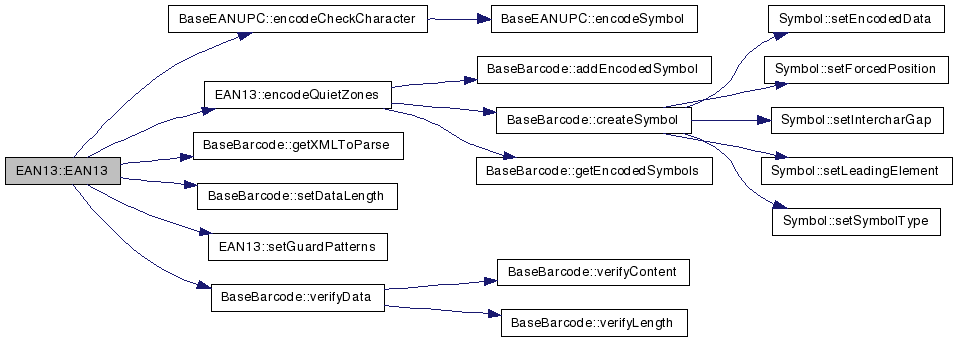 EAN13::EAN13
BaseEANUPC::encodeCheckCharacter
BaseEANUPC::encodeSymbol
EAN13::encodeQuietZones
BaseBarcode::addEncodedSymbol
BaseBarcode::createSymbol
Symbol::setEncodedData
Symbol::setForcedPosition
Symbol::setIntercharGap
Symbol::setLeadingElement
Symbol::setSymbolType
BaseBarcode::getEncodedSymbols
BaseBarcode::getXMLToParse
BaseBarcode::setDataLength
EAN13::setGuardPatterns
BaseBarcode::verifyData
BaseBarcode::verifyContent
BaseBarcode::verifyLength